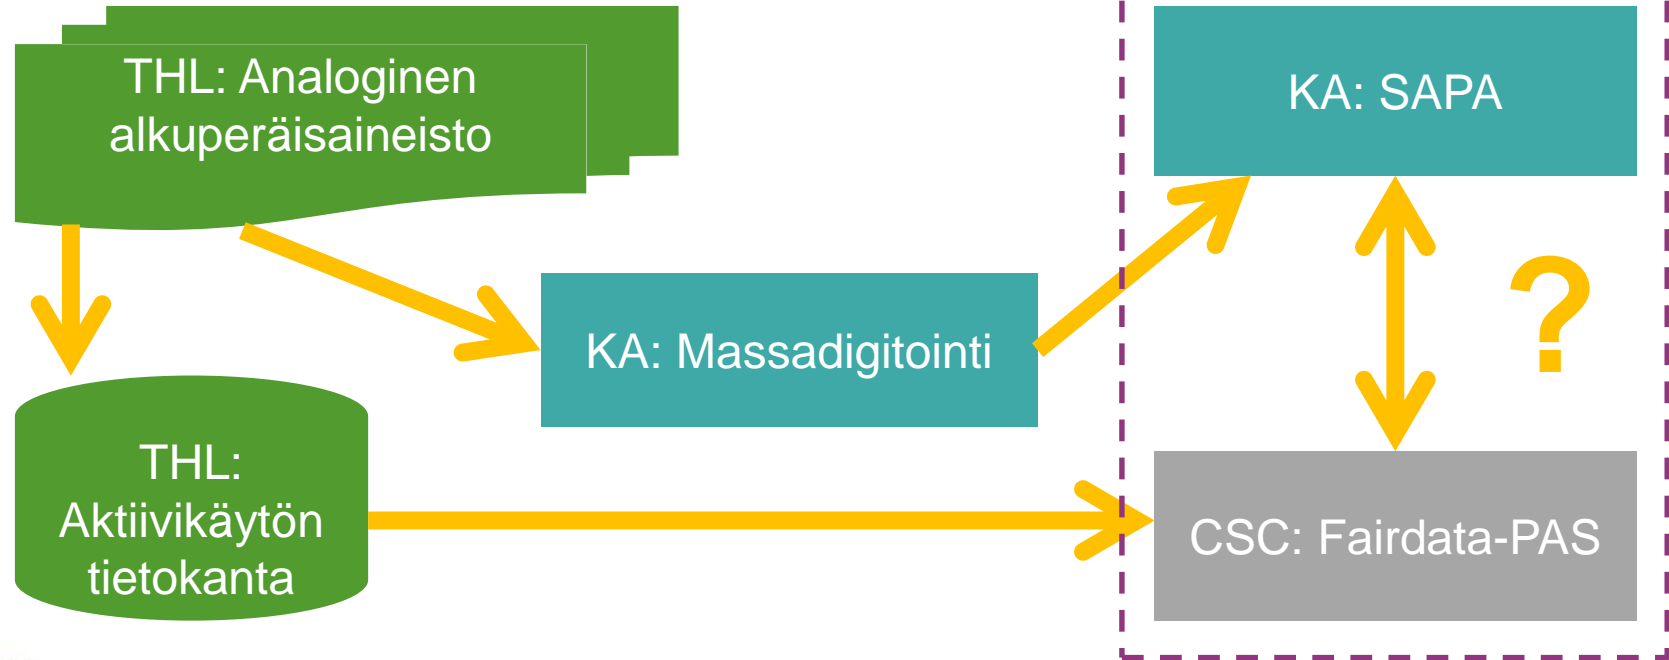 THL: Analoginen
alkuperäisaineisto
KA: SAPA
?
KA: Massadigitointi
THL:
Aktiivikäytön
tietokanta
CSC: Fairdata-PAS